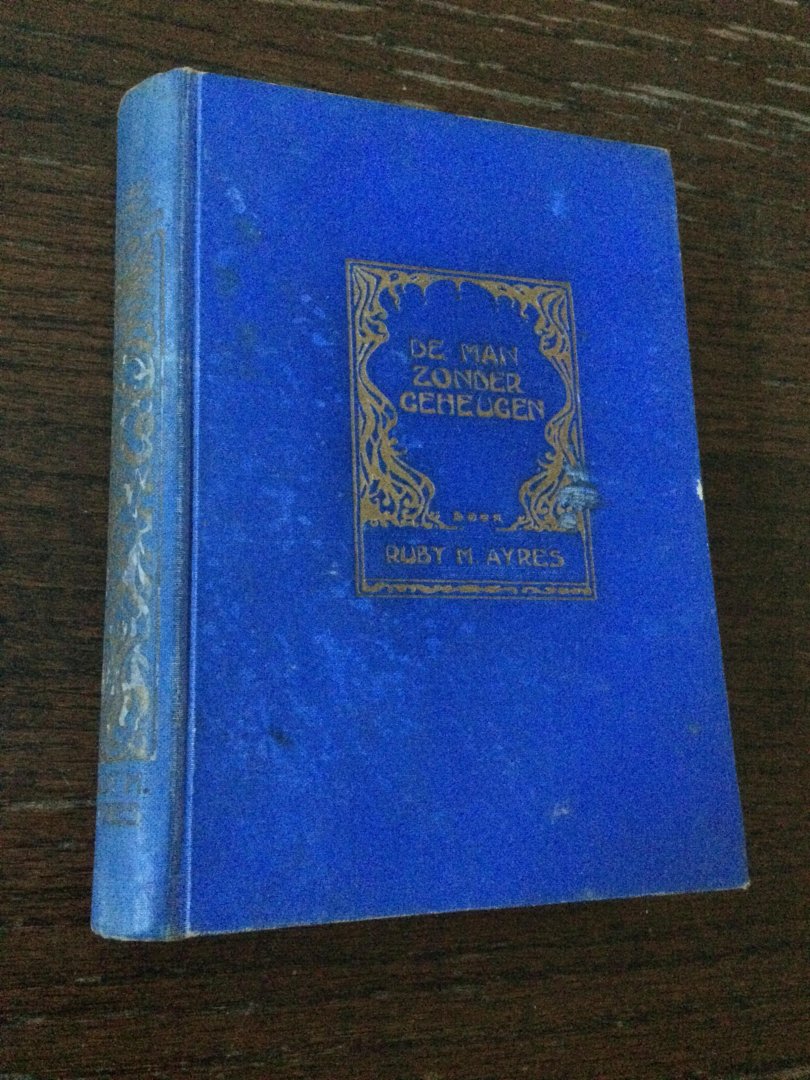 DE MAN
ZONDER
GEHEUGEN
DOOR
RUBY M. AYRES